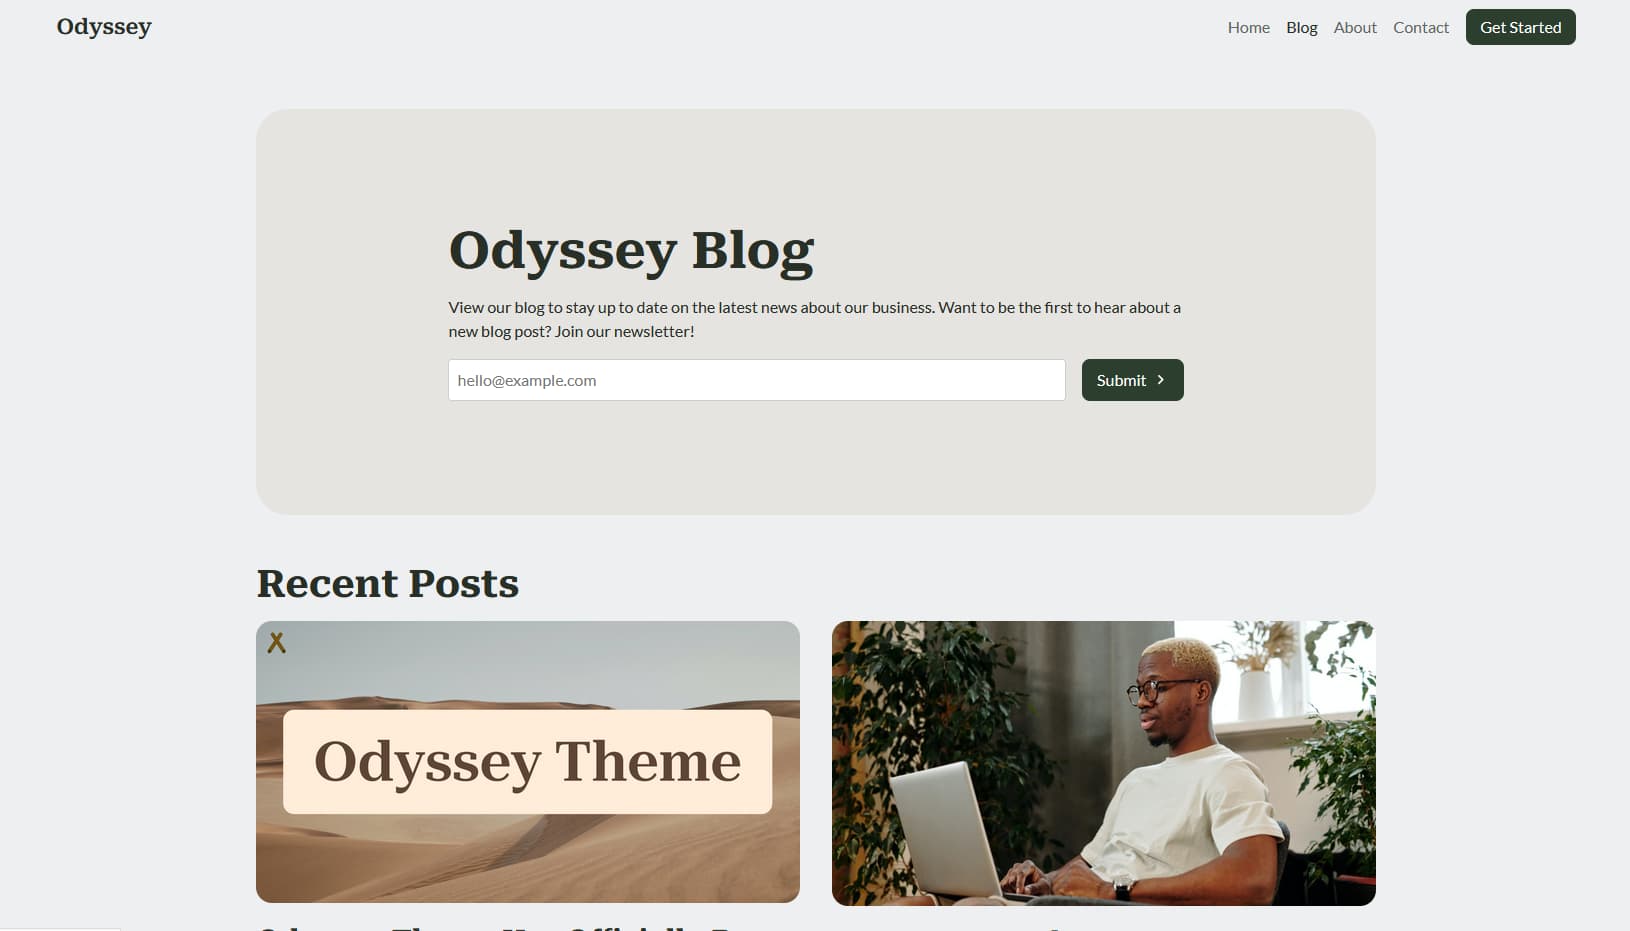 Odyssey
Home Blog About Contact Get Started
Odyssey Blog
View our blog to stay up to date on the latest news about our business. Want to be the first to hear about a
new blog post? Join our newsletter!
hello@example.com
Submit
Recent Posts
Odyssey Theme